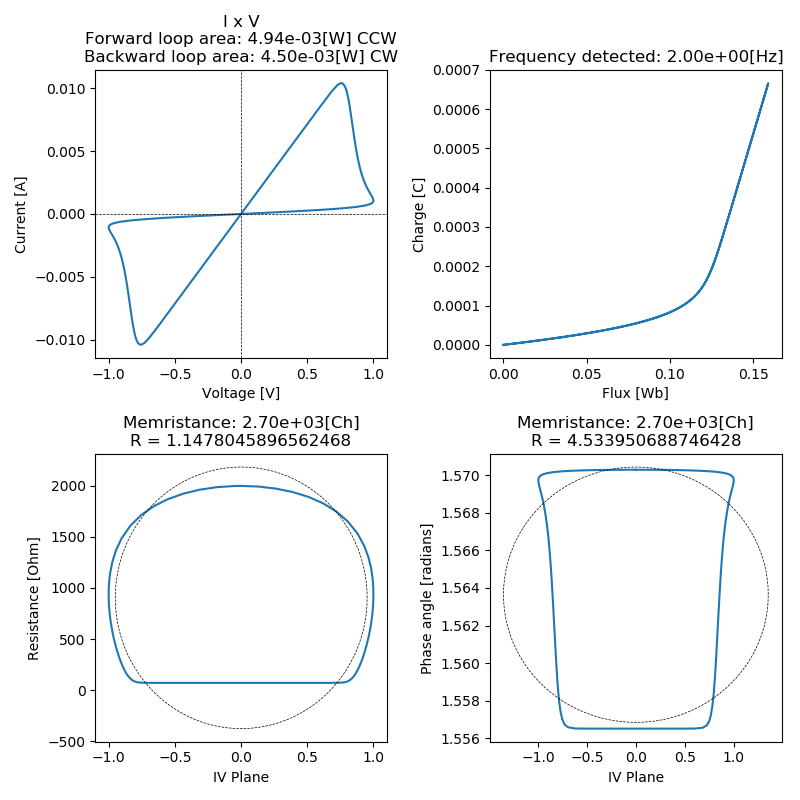 I x V
Forward loop area: 4.94e-03[W] CCW
Backward loop area: 4.50e-03[W] CW
0.010
0.005
0.000
−0.005
−0.010
Current [A]
−1.0 −0.5 0.0 0.5 1.0
Voltage [V]
Frequency detected: 2.00e+00[Hz]
0.0007
0.0006
0.0005
0.0004
0.0003
0.0002
0.0001
0.0000
Charge [C]
0.00 0.05 0.10 0.15
Flux [Wb]
Memristance: 2.70e+03[Ch]
R = 1.1478045896562468
2000
1500
1000
500
0
−500
Resistance [Ohm]
−1.0 −0.5 0.0 0.5 1.0
IV Plane
Memristance: 2.70e+03[Ch]
R = 4.533950688746428
1.570
1.568
1.566
1.564
1.562
1.560
1.558
1.556
Phase angle [radians]
−1.0 −0.5 0.0 0.5 1.0
IV Plane